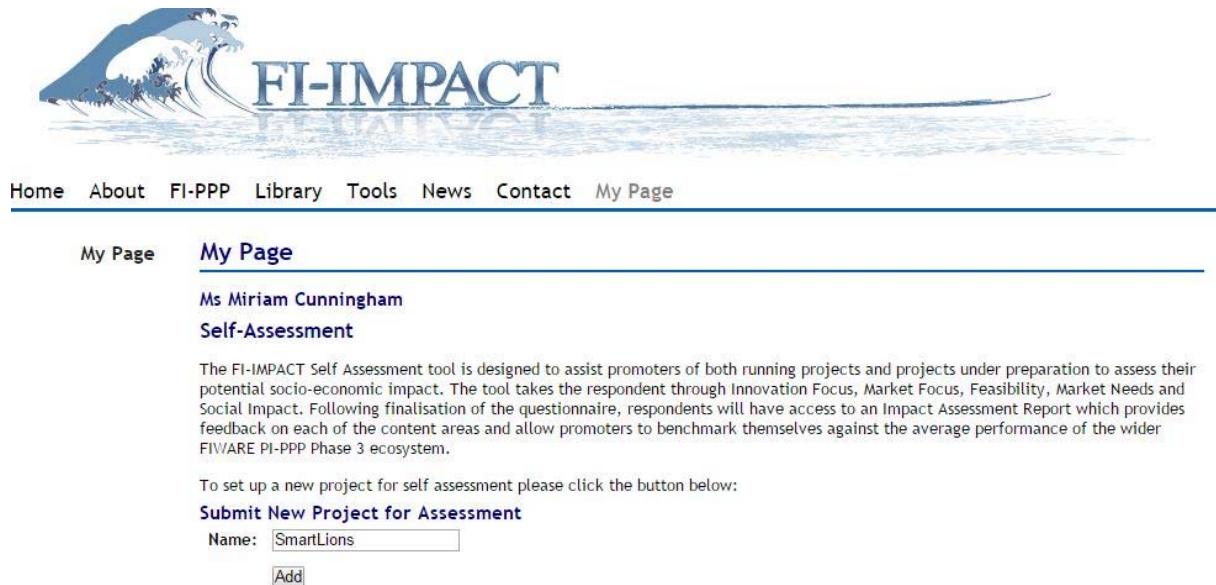 FI-IMPACT
Home About FI-PPP Library Tools News Contact My Page
My Page
My Page
Ms Miriam Cunningham
Self-Assessment
The FI-IMPACT Self Assessment tool is designed to assist promoters of both running projects and projects under preparation to assess their
potential socio-economic impact. The tool takes the respondent through Innovation Focus, Market Focus, Feasibility, Market Needs and
Social Impact. Following finalisation of the questionnaire, respondents will have access to an Impact Assessment Report which provides
feedback on each of the content areas and allow promoters to benchmark themselves against the average performance of the wider
FIWARE PI-PPP Phase 3 ecosystem.
To set up a new project for self assessment please click the button below:
Submit New Project for Assessment
Name: SmartLions
Add